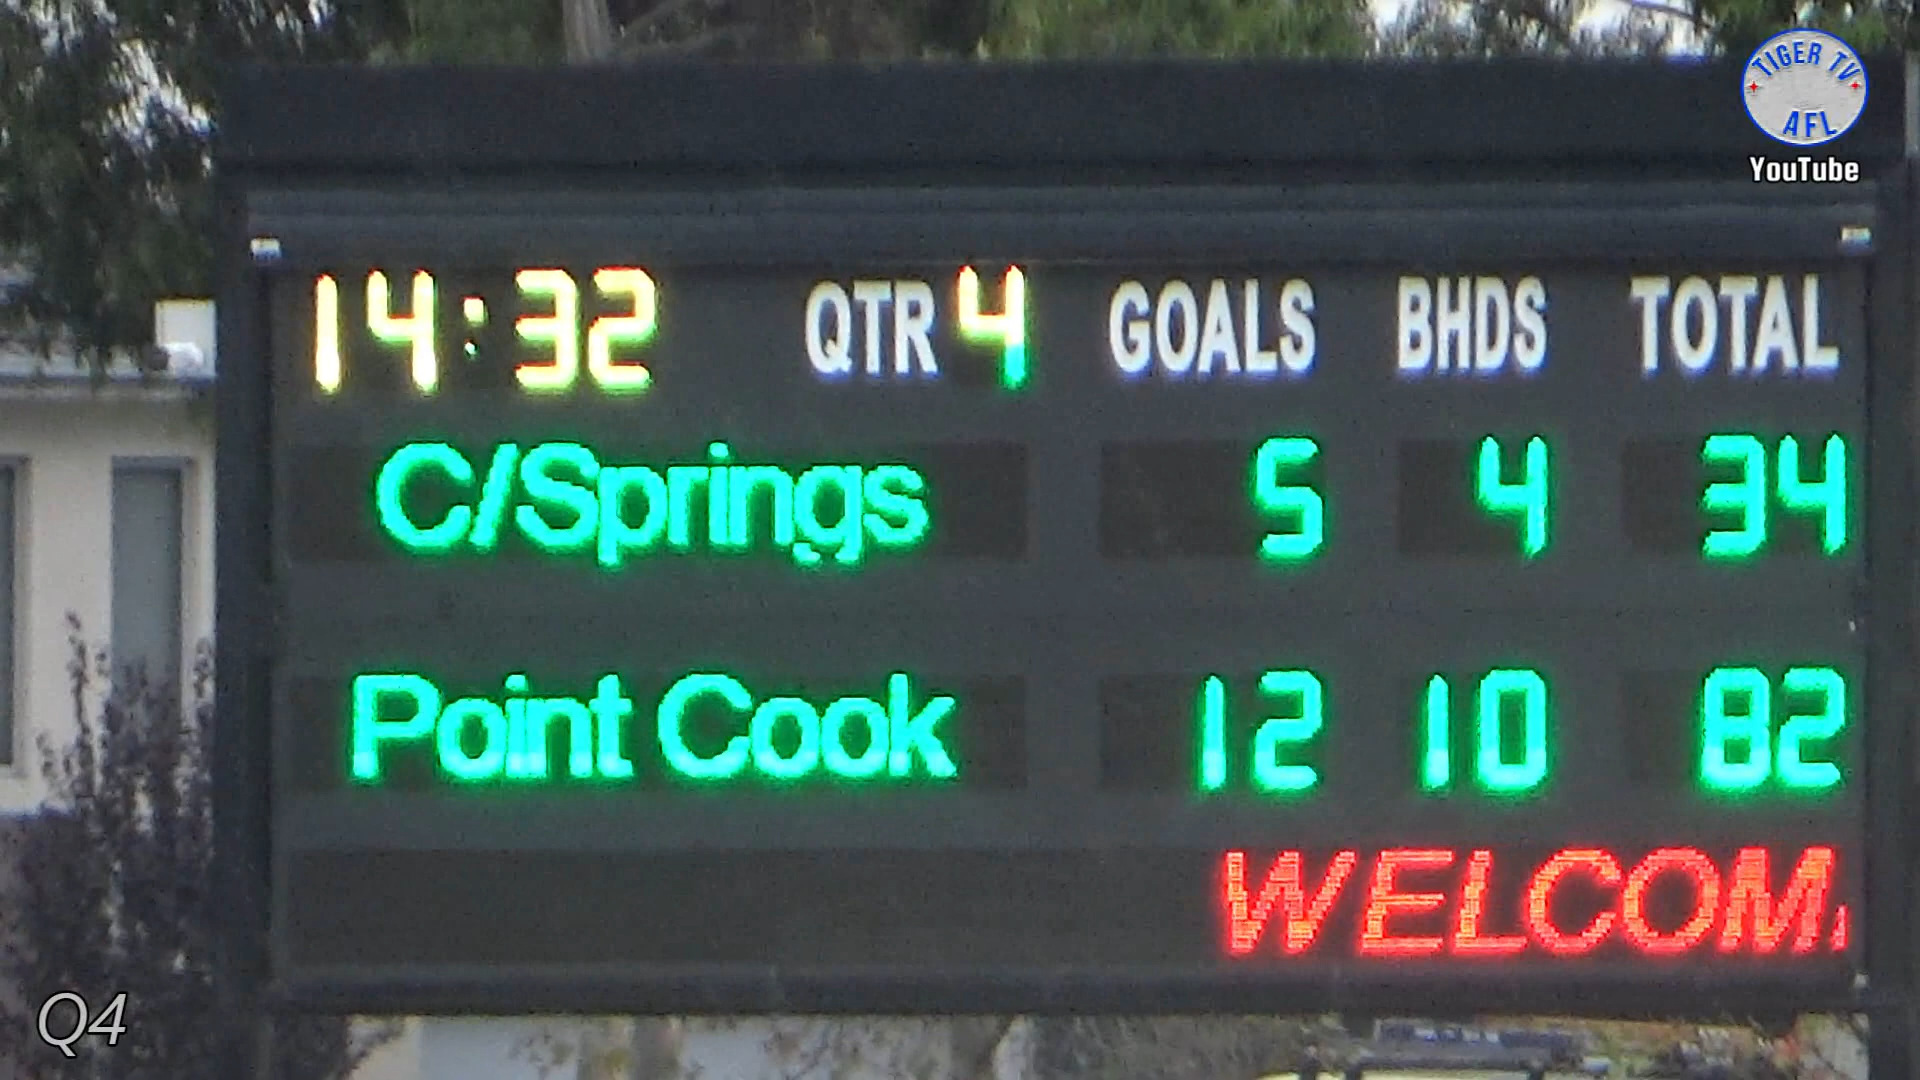 TIGER TV
AFL
YouTube
14:32 QTR 4 GOALS BHDS TOTAL
C/Springs 5 4 34
Point Cook 12 10 82
WELCOM
Q4